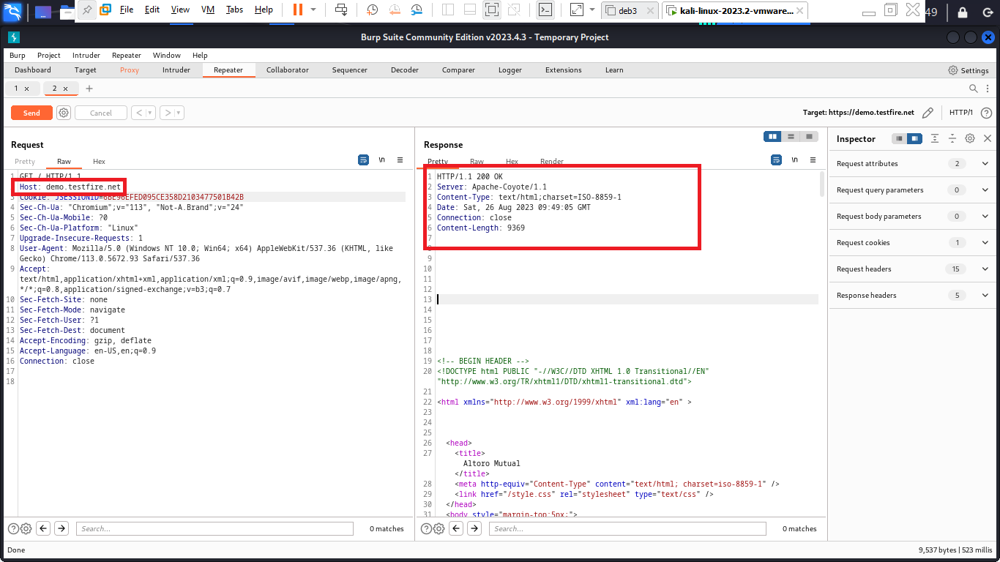 File Edit View VM Tabs Help deb3 kali-linux-2023.2-vmware... 49
Burp Suite Community Edition v2023.4.3 - Temporary Project
Burp Project Intruder Repeater Window Help
Dashboard Target Proxy Intruder Repeater Collaborator Sequencer Decoder Comparer Logger Extensions Learn Settings
1 × 2 × +
Send Cancel < > Target: https://demo.testfire.net HTTP/1 ?
Request
Pretty Raw Hex \n
1 GET / HTTP/1.1
Host: demo.testfire.net
3 Cookie: JSESSIONID=6BE96EFED095CE358D2103477501B42B
4 Sec-Ch-Ua: "Chromium";v="113", "Not-A.Brand";v="24"
5 Sec-Ch-Ua-Mobile: ?0
6 Sec-Ch-Ua-Platform: "Linux"
7 Upgrade-Insecure-Requests: 1
8 User-Agent: Mozilla/5.0 (Windows NT 10.0; Win64; x64) AppleWebKit/537.36 (KHTML, like
Gecko) Chrome/113.0.5672.93 Safari/537.36
9 Accept:
text/html,application/xhtml+xml,application/xml;q=0.9,image/avif,image/webp,image/apng,
*/*;q=0.8,application/signed-exchange;v=b3;q=0.7
10 Sec-Fetch-Site: none
11 Sec-Fetch-Mode: navigate
12 Sec-Fetch-User: ?1
13 Sec-Fetch-Dest: document
14 Accept-Encoding: gzip, deflate
15 Accept-Language: en-US,en;q=0.9
16 Connection: close
17
18
? Search... 0 matches
Response
Pretty Raw Hex Render \n
1 HTTP/1.1 200 OK
2 Server: Apache-Coyote/1.1
3 Content-Type: text/html;charset=ISO-8859-1
4 Date: Sat, 26 Aug 2023 09:49:05 GMT
5 Connection: close
6 Content-Length: 9369
7
8
9
10
11
12
13
14
15
16
17
18
19 <!-- BEGIN HEADER -->
20 <!DOCTYPE html PUBLIC "-//W3C//DTD XHTML 1.0 Transitional//EN"
"http://www.w3.org/TR/xhtml1/DTD/xhtml1-transitional.dtd">
21
22 <html xmlns="http://www.w3.org/1999/xhtml" xml:lang="en" >
23
24
25
26 <head>
27 <title>
Altoro Mutual
</title>
28 <meta http-equiv="Content-Type" content="text/html; charset=iso-8859-1" />
29 <link href="/style.css" rel="stylesheet" type="text/css" />
30 </head>
31 <body style="margin-top:5px;">
? Search... 0 matches
Inspector
Request attributes 2
Request query parameters 0
Request body parameters 0
Request cookies 1
Request headers 15
Response headers 5
Done 9,537 bytes | 523 millis